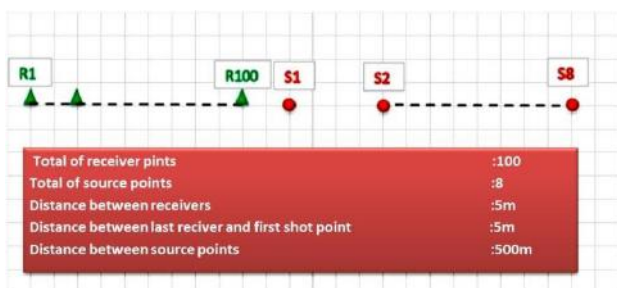 R1 R100 S1 S2 S8
Total of receiver pints :100
Total of source points :8
Distance between receivers :5m
Distance between last reciver and first shot point :5m
Distance between source points :500m